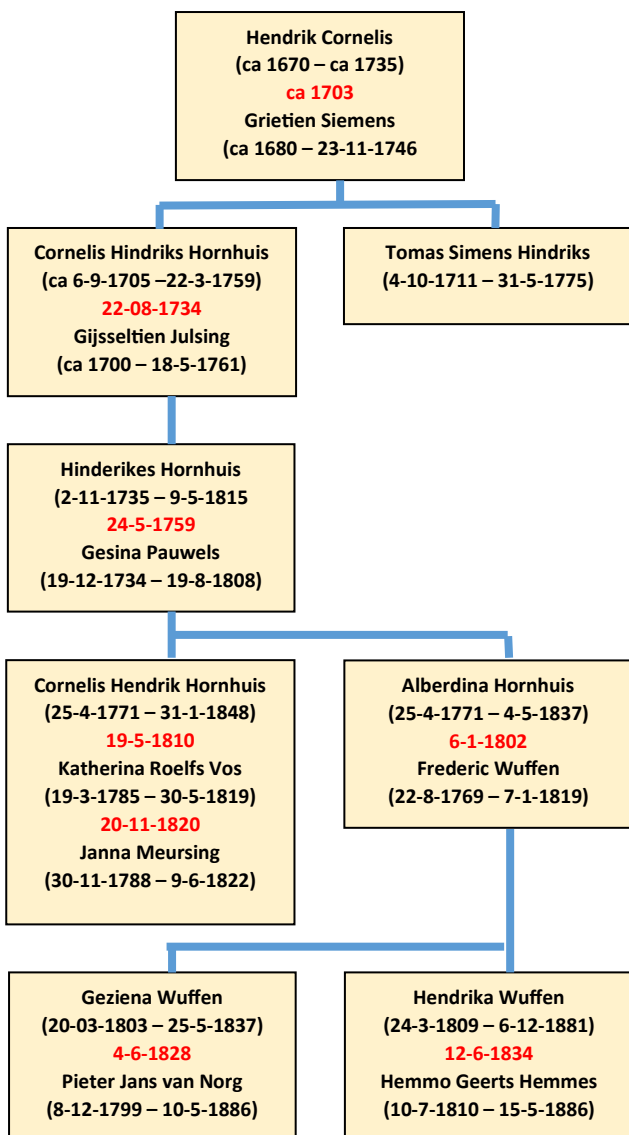 Hendrik Cornelis
(ca 1670 – ca 1735)
ca 1703
Grietien Siemens
(ca 1680 – 23-11-1746
Cornelis Hindriks Hornhuis
(ca 6-9-1705 –22-3-1759)
22-08-1734
Gijsseltien Julsing
(ca 1700 – 18-5-1761)
Tomas Simens Hindriks
(4-10-1711 – 31-5-1775)
Hinderikes Hornhuis
(2-11-1735 – 9-5-1815
24-5-1759
Gesina Pauwels
(19-12-1734 – 19-8-1808)
Cornelis Hendrik Hornhuis
(25-4-1771 – 31-1-1848)
19-5-1810
Katherina Roelfs Vos
(19-3-1785 – 30-5-1819)
20-11-1820
Janna Meursing
(30-11-1788 – 9-6-1822)
Alberdina Hornhuis
(25-4-1771 – 4-5-1837)
6-1-1802
Frederic Wuffen
(22-8-1769 – 7-1-1819)
Geziena Wuffen
(20-03-1803 – 25-5-1837)
4-6-1828
Pieter Jans van Norg
(8-12-1799 – 10-5-1886)
Hendrika Wuffen
(24-3-1809 – 6-12-1881)
12-6-1834
Hemmo Geerts Hemmes
(10-7-1810 – 15-5-1886)